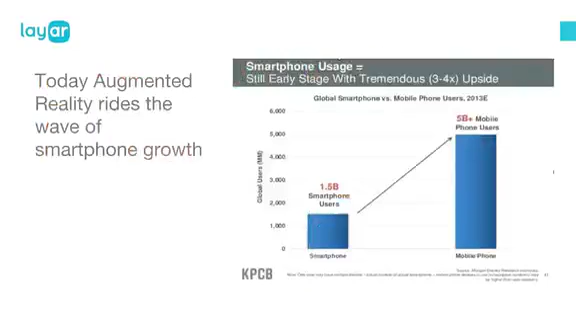 layar
Today Augmented
Reality rides the
wave of
smartphone growth
Smartphone Usage =
Still Early Stage With Tremendous (3-4x) Upside
Global Smartphone vs. Mobile Phone Users, 2013E
Global Users (MM)
6,000
5,000
4,000
3,000
2,000
1,000
0
1.5B
Smartphone
Users
5B+ Mobile
Phone Users
Smartphone
Mobile Phone
KPCB